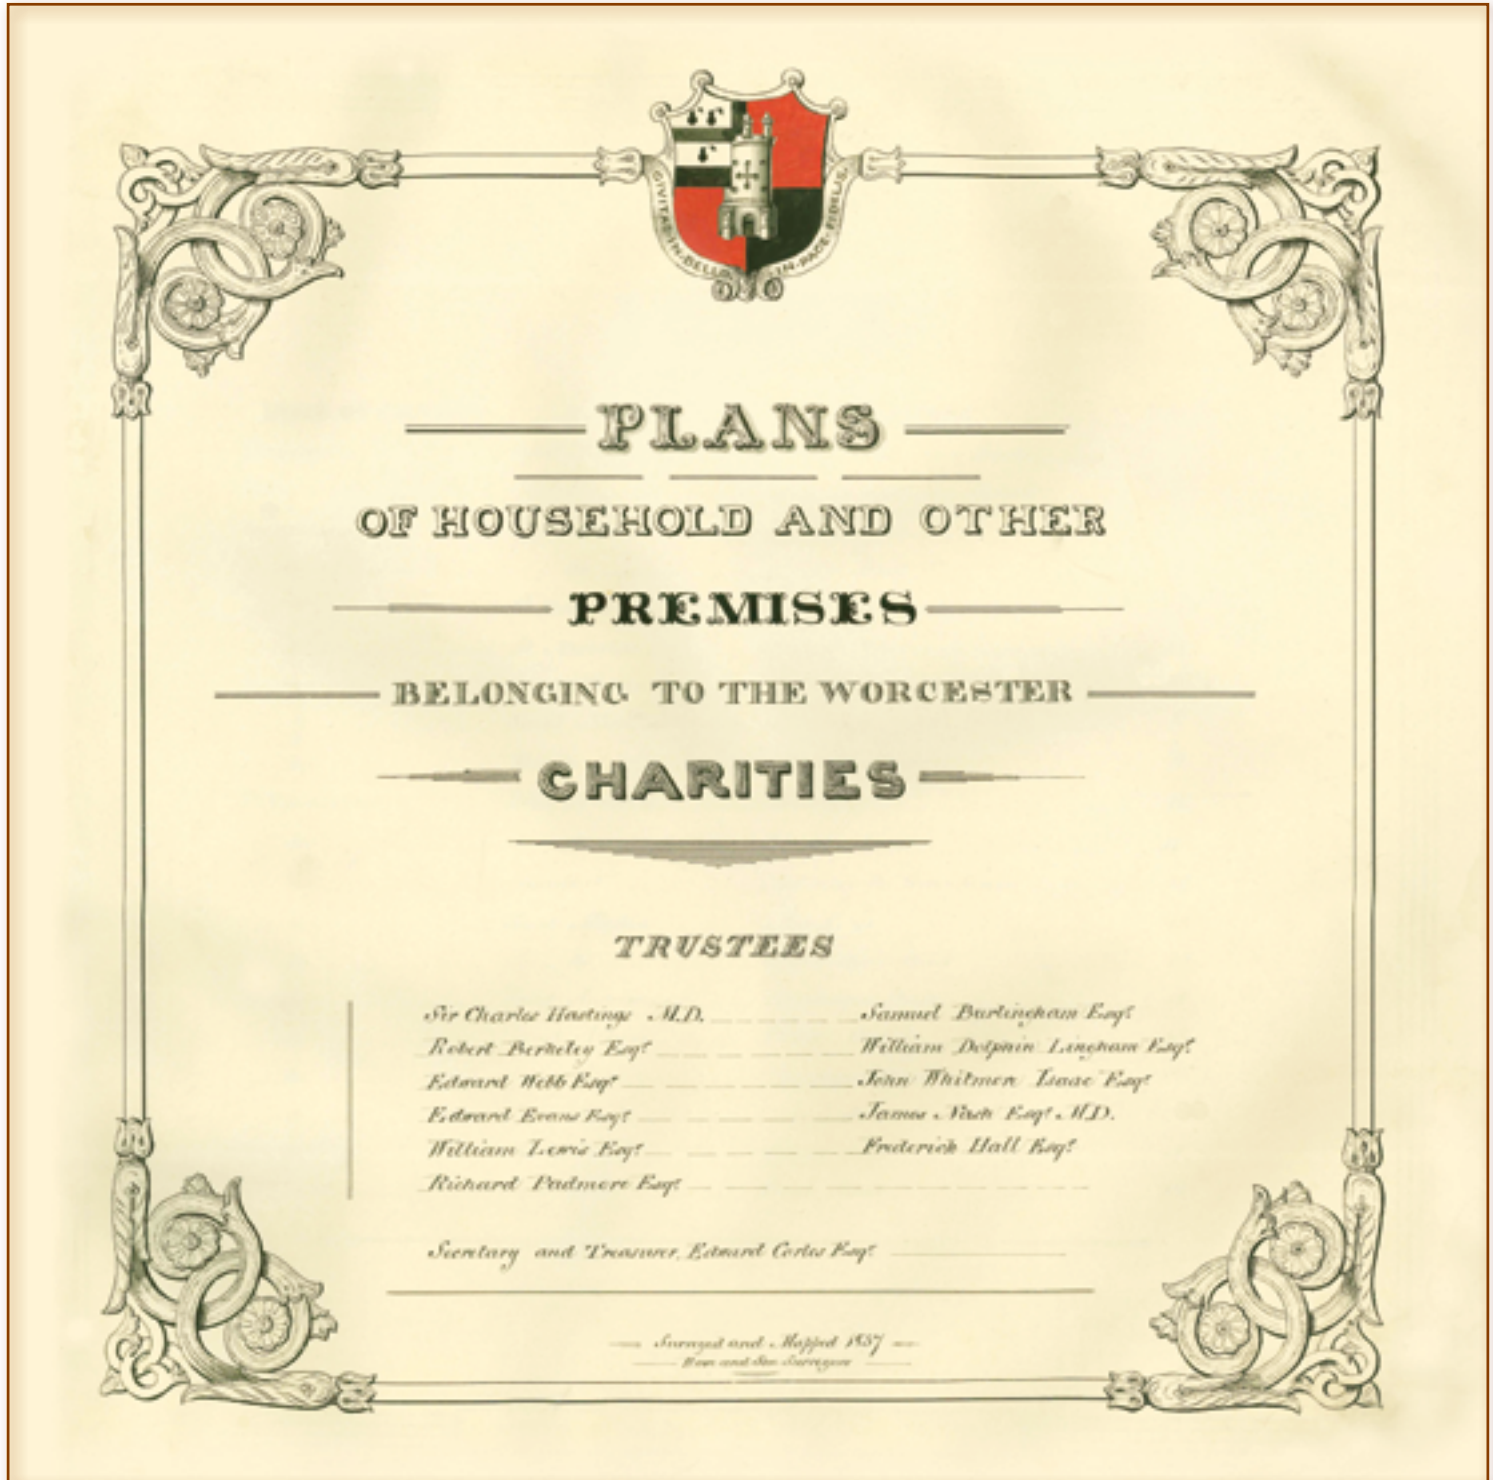 CIVITAS·IN·BELLO IN·PACE·FIDELIS
PLANS
OF HOUSEHOLD AND OTHER
PREMISES
BELONGING TO THE WORCESTER
CHARITIES
TRUSTEES
Sir Charles Hastings M.D. Samuel Burlingham Esqr.
Robert Berkeley Esqr. William Dolphin Lingham Esqr.
Edward Webb Esqr. John Whitmore Isaac Esqr.
Edward Evans Esqr. James Nash Esqr. M.D.
William Lewis Esqr. Frederick Hall Esqr.
Richard Padmore Esqr.
Secretary and Treasurer, Edward Corles Esqr.
Surveyed and Mapped 1857
and Son Surveyors